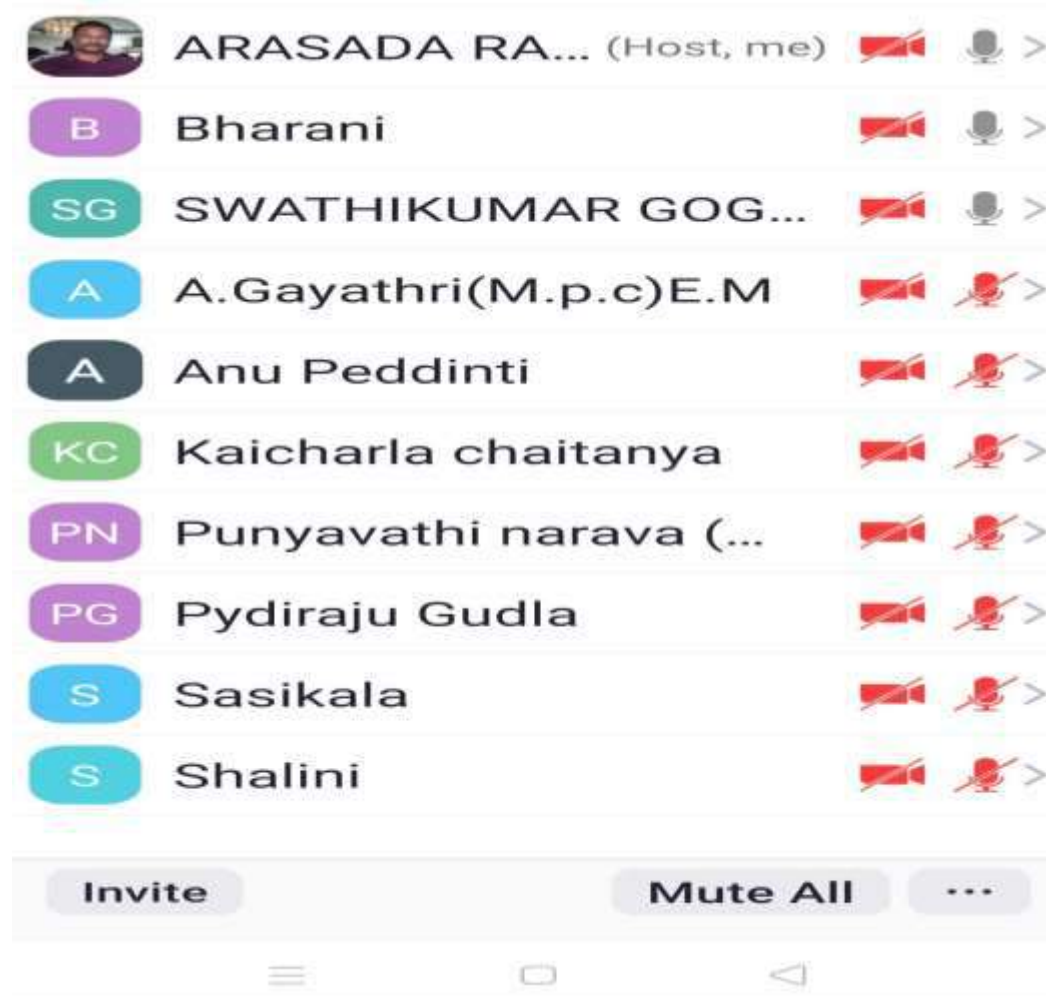 ARASADA RA... (Host, me)
B Bharani
SG SWATHIKUMAR GOG...
A A.Gayathri(M.p.c)E.M
A Anu Peddinti
KC Kaicharla chaitanya
PN Punyavathi narava (...
PG Pydiraju Gudla
S Sasikala
S Shalini
Invite Mute All ...